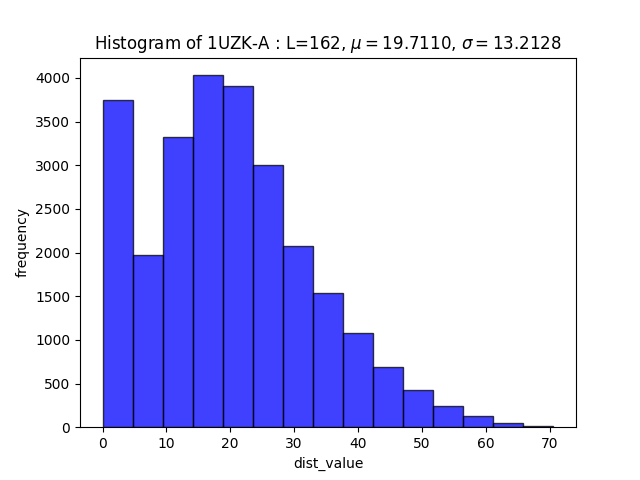 Histogram of 1UZK-A : L=162, μ = 19.7110, σ = 13.2128
4000
3500
3000
2500
2000
1500
1000
500
0
frequency
0 10 20 30 40 50 60 70
dist_value